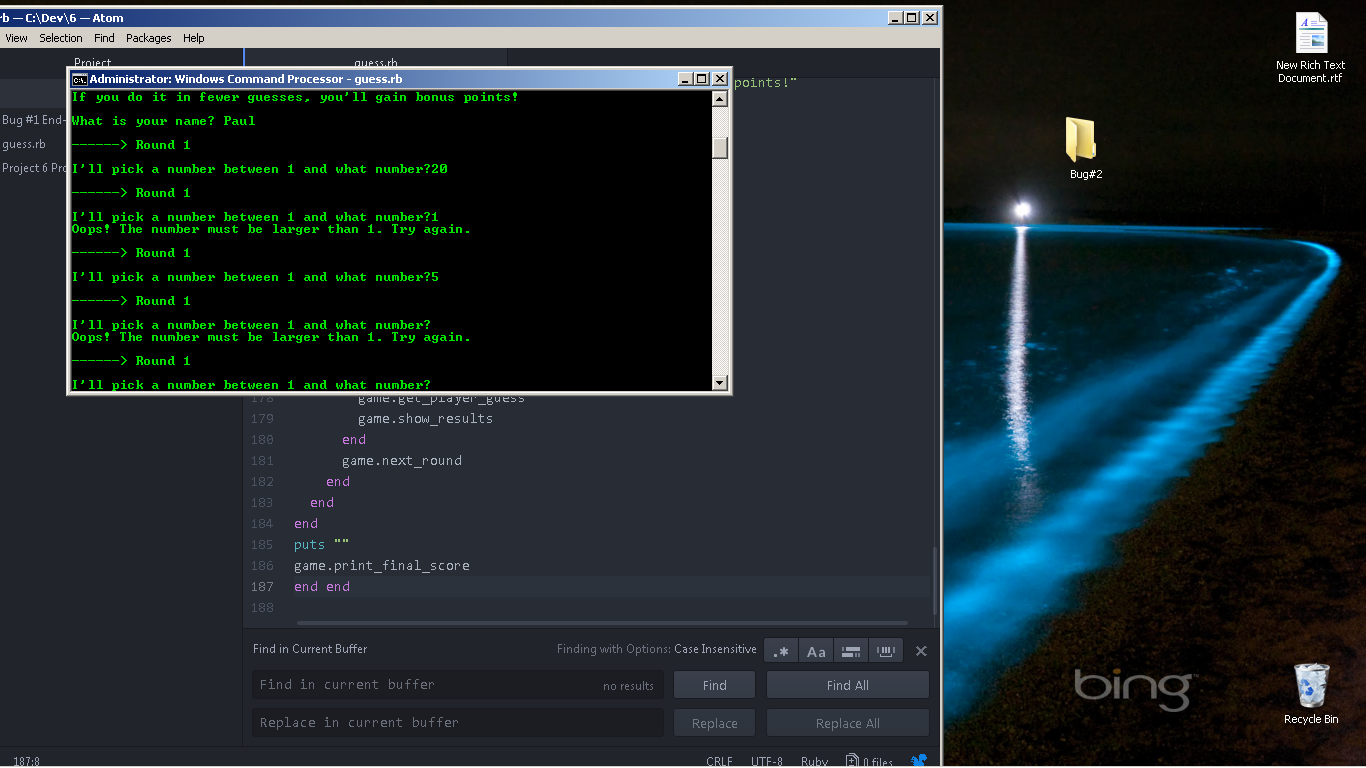 rb — C:\Dev\6 — Atom
View Selection Find Packages Help
Project
guess.rb
points!"
Bug #1 End-
guess.rb
Project 6 Pro
Administrator: Windows Command Processor - guess.rb
If you do it in fewer guesses, you'll gain bonus points!
What is your name? Paul
------> Round 1
I'll pick a number between 1 and what number?20
------> Round 1
I'll pick a number between 1 and what number?1
Oops! The number must be larger than 1. Try again.
------> Round 1
I'll pick a number between 1 and what number?5
------> Round 1
I'll pick a number between 1 and what number?
Oops! The number must be larger than 1. Try again.
------> Round 1
I'll pick a number between 1 and what number?
178 game.get_player_guess
179 game.show_results
180 end
181 game.next_round
182 end
183 end
184 end
185 puts ""
186 game.print_final_score
187 end end
188
Find in Current Buffer
Finding with Options: Case Insensitive
.* Aa
Find in current buffer
no results
Find
Find All
Replace in current buffer
Replace
Replace All
187:8
CRLF UTF-8 Ruby 0 files
New Rich Text
Document.rtf
Bug#2
bing™
Recycle Bin